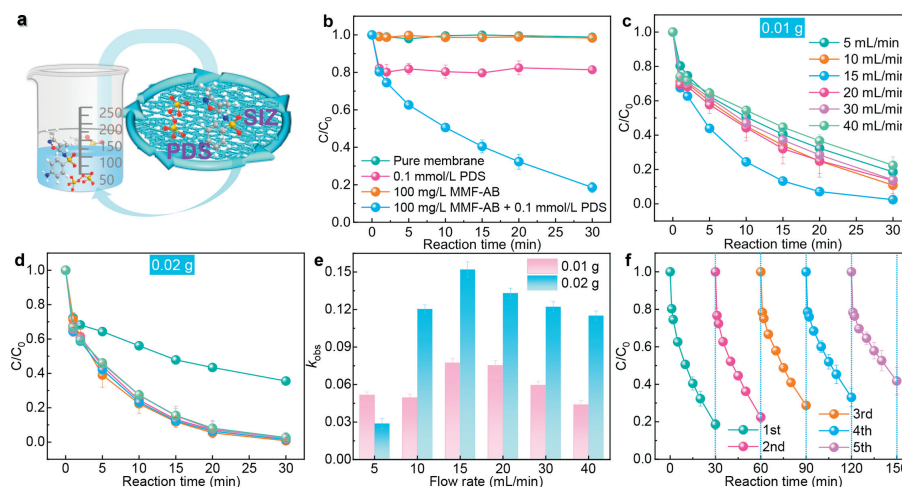 a
250
200
150
100
50
SIZ
PDS
b
C/C0
1.0
0.8
0.6
0.4
0.2
0.0
Pure membrane
0.1 mmol/L PDS
100 mg/L MMF-AB
100 mg/L MMF-AB + 0.1 mmol/L PDS
0 5 10 15 20 25 30
Reaction time (min)
c
0.01 g
C/C0
1.0
0.8
0.6
0.4
0.2
0.0
5 mL/min
10 mL/min
15 mL/min
20 mL/min
30 mL/min
40 mL/min
0 5 10 15 20 25 30
Reaction time (min)
d
0.02 g
C/C0
1.0
0.8
0.6
0.4
0.2
0.0
0 5 10 15 20 25 30
Reaction time (min)
e
kobs
0.15
0.12
0.09
0.06
0.03
0.00
0.01 g
0.02 g
5 10 15 20 30 40
Flow rate (mL/min)
f
C/C0
1.0
0.8
0.6
0.4
0.2
0.0
1st
2nd
3rd
4th
5th
0 30 60 90 120 150
Reaction time (min)